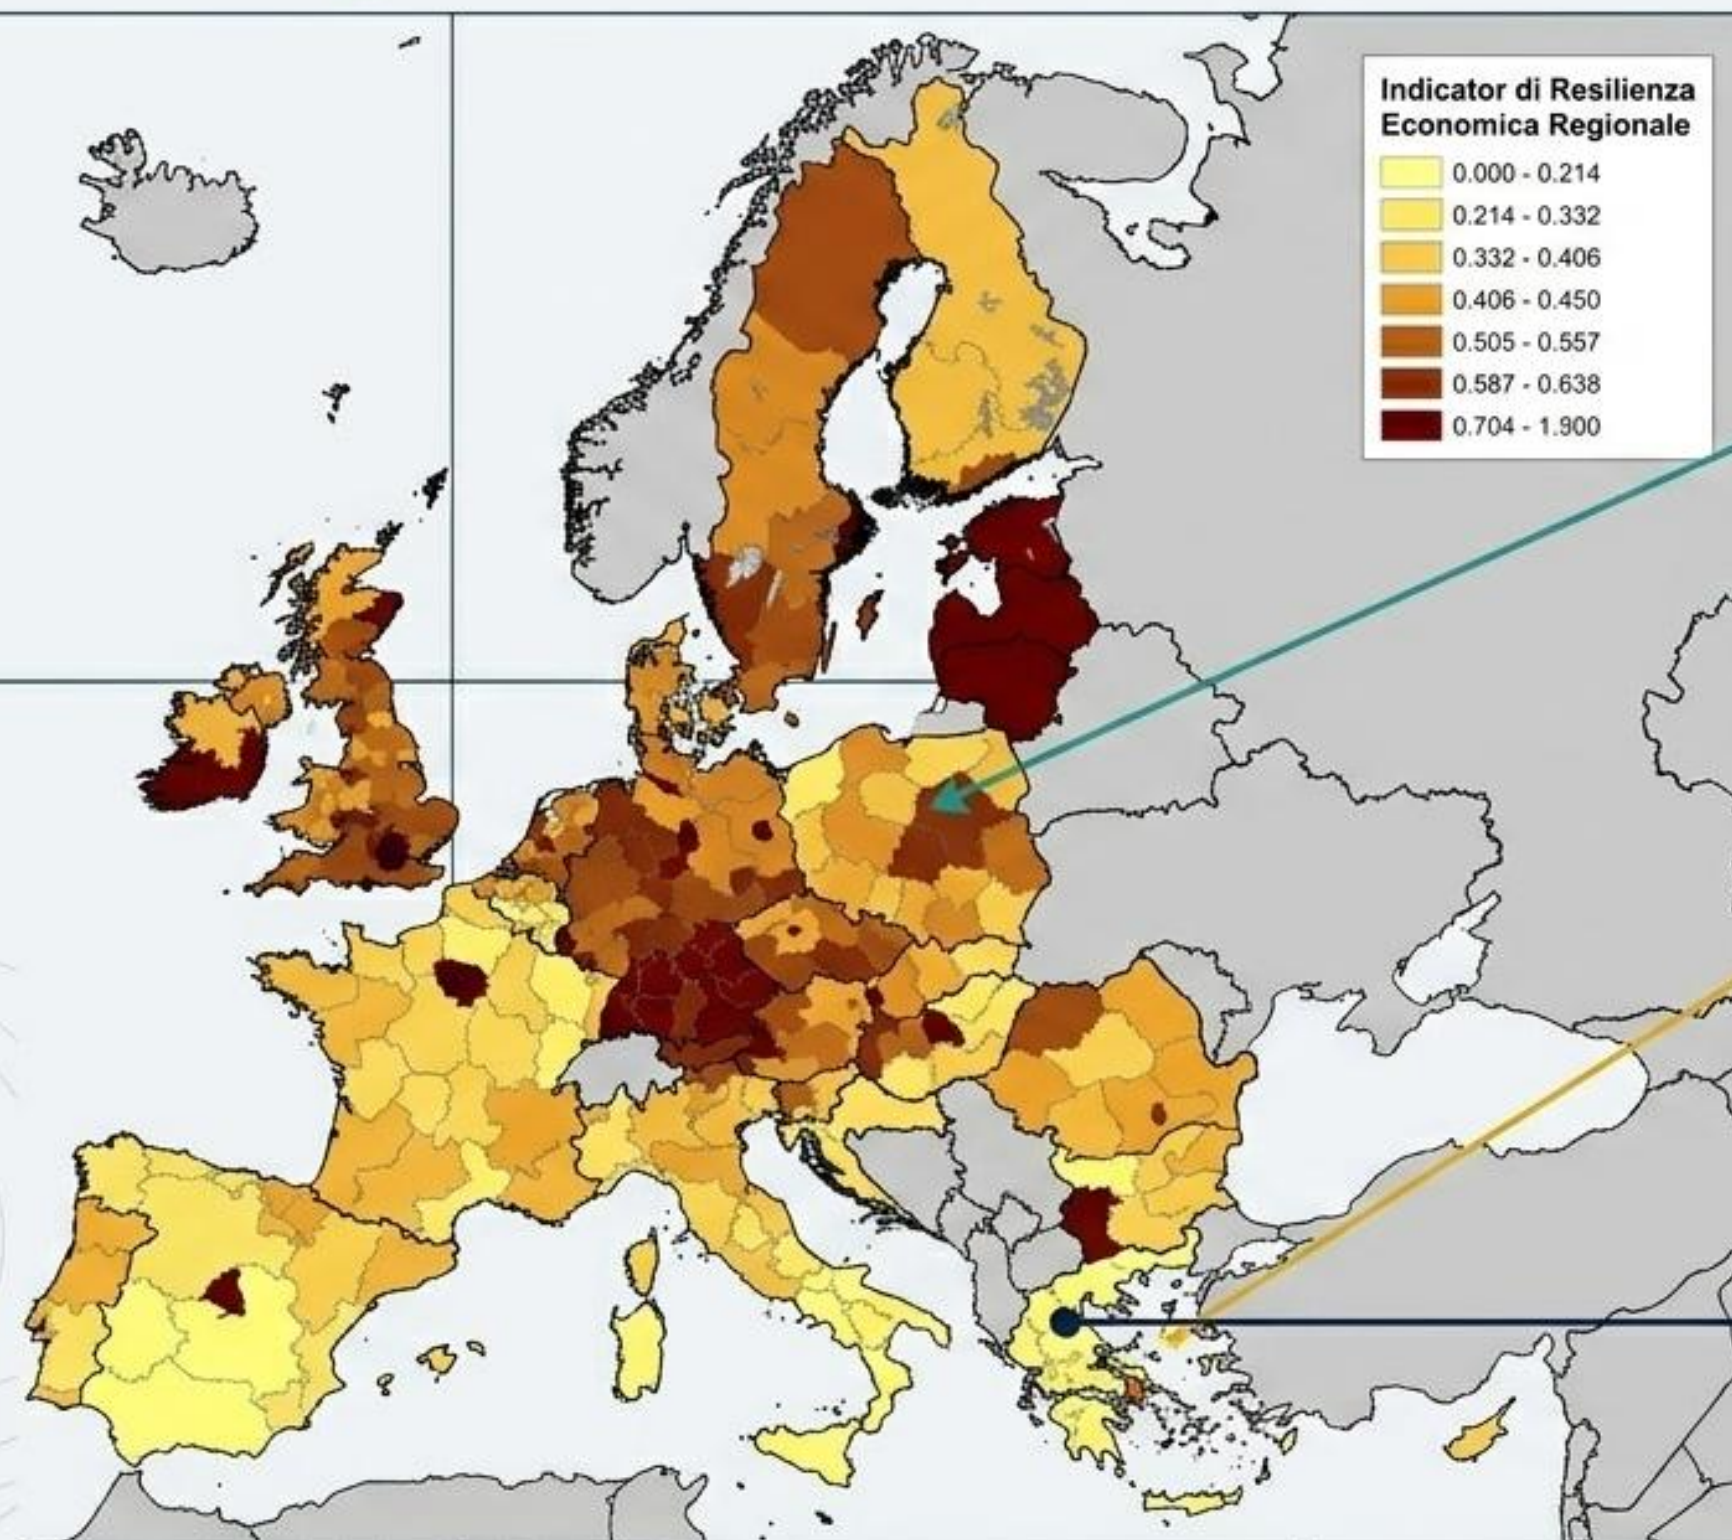 Indicator di Resilienza
Economica Regionale
0.000 - 0.214
0.214 - 0.332
0.332 - 0.406
0.406 - 0.450
0.505 - 0.557
0.587 - 0.638
0.704 - 1.900